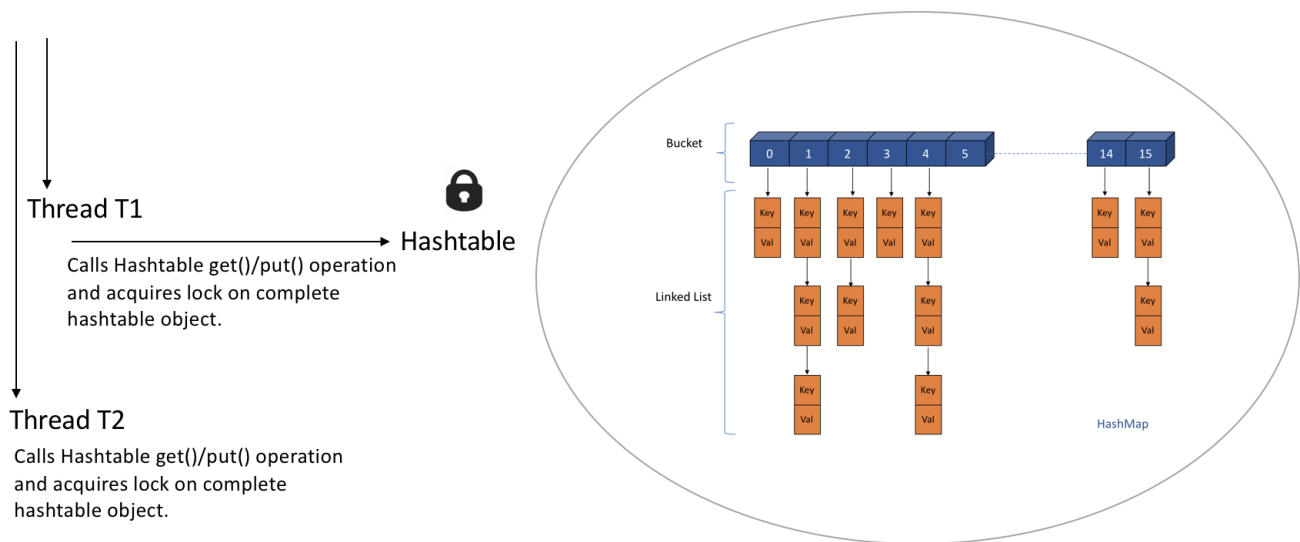 Thread T1
Hashtable
Calls Hashtable get()/put() operation
and acquires lock on complete
hashtable object.
Thread T2
Calls Hashtable get()/put() operation
and acquires lock on complete
hashtable object.
Bucket
0 1 2 3 4 5 14 15
Key Key Key Key Key Key Key
Val Val Val Val Val Val Val
Linked List
Key Key Key Key
Val Val Val Val
Key Key
Val Val
HashMap